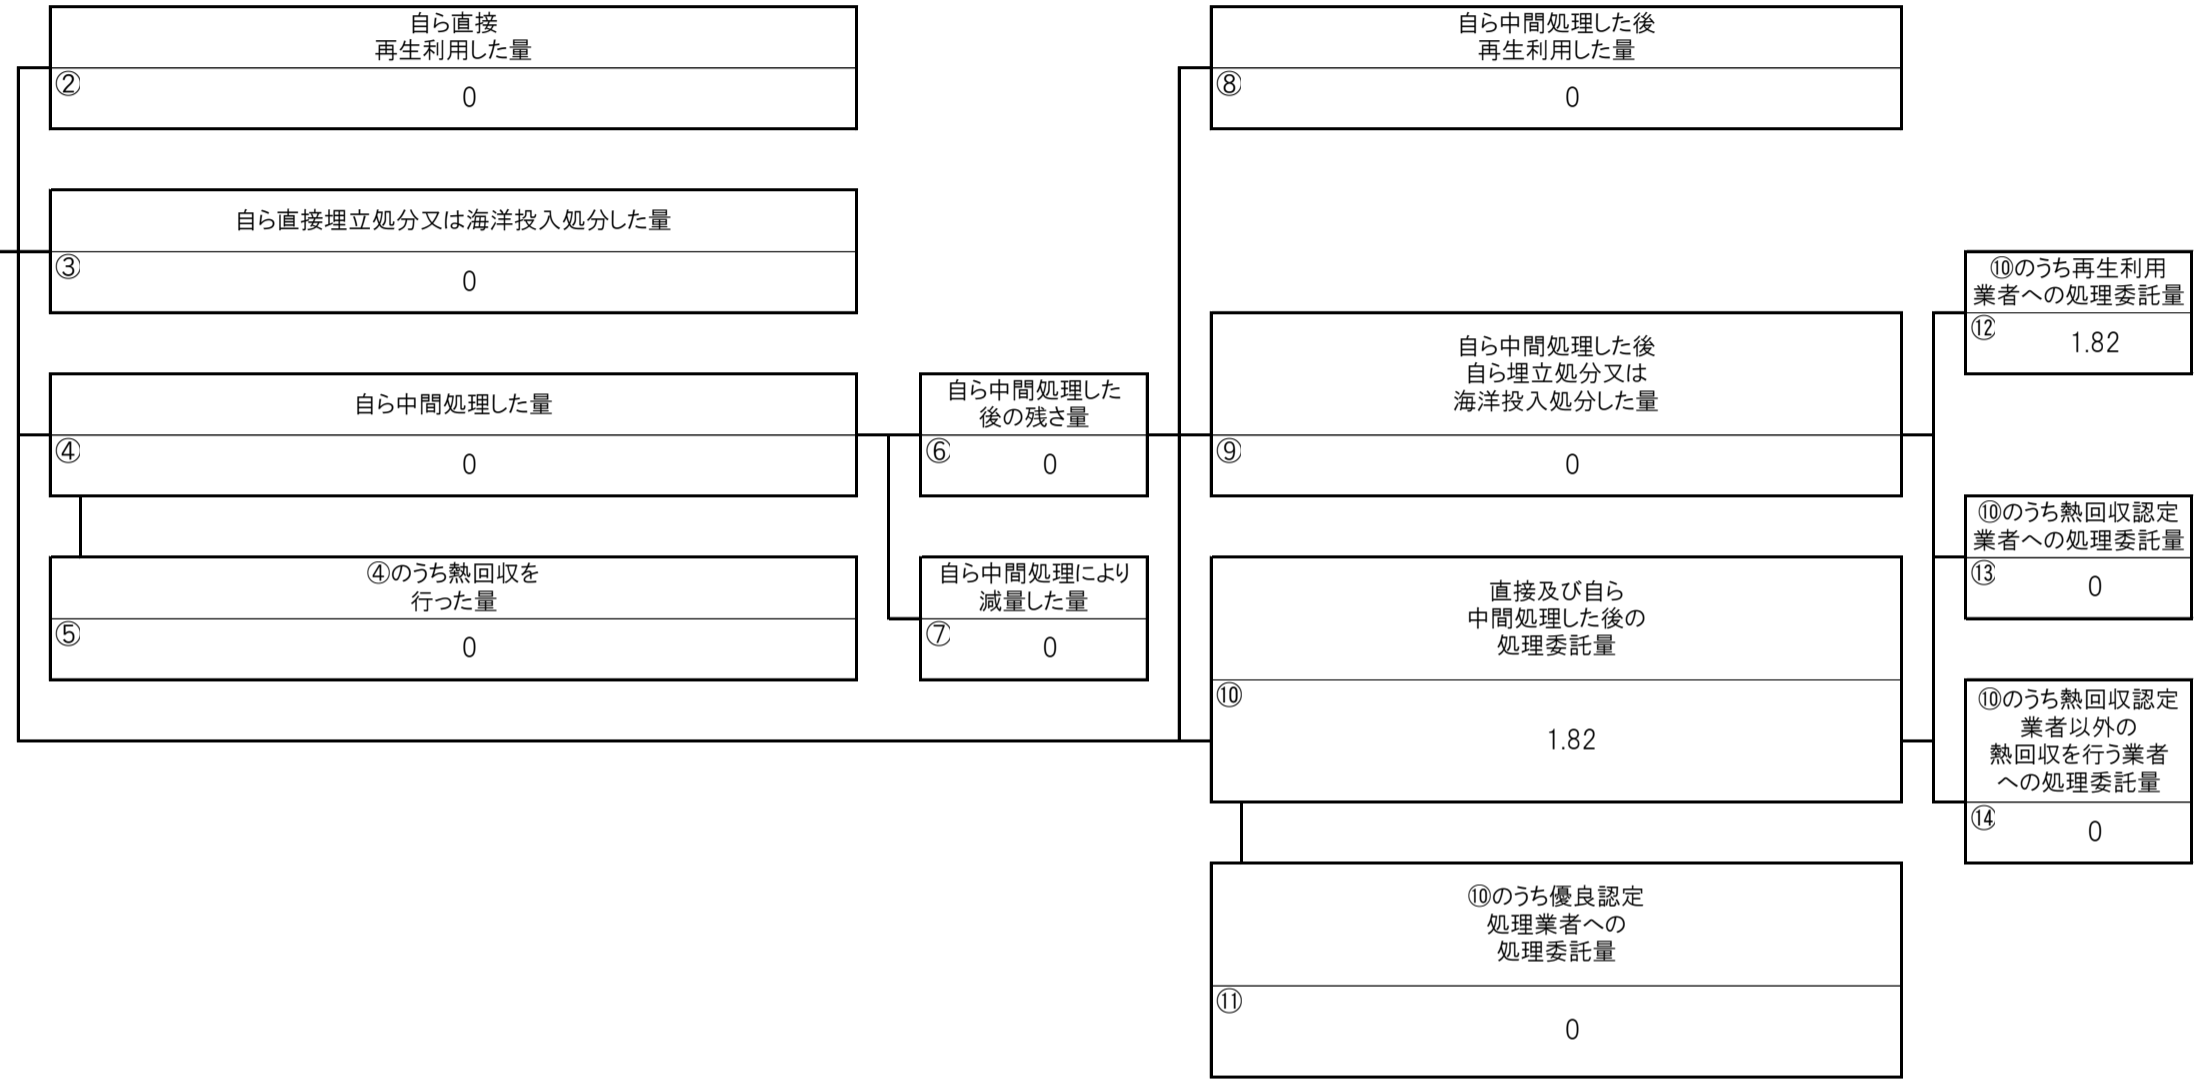 自ら直接
再生利用した量
②
0
自ら直接埋立処分又は海洋投入処分した量
③
0
自ら中間処理した量
④
0
④のうち熱回収を
行った量
⑤
0
自ら中間処理した
後の残さ量
⑥
0
自ら中間処理により
減量した量
⑦
0
自ら中間処理した後
再生利用した量
⑧
0
自ら中間処理した後
自ら埋立処分又は
海洋投入処分した量
⑨
0
直接及び自ら
中間処理した後の
処理委託量
⑩
1.82
⑩のうち優良認定
処理業者への
処理委託量
⑪
0
⑩のうち再生利用
業者への処理委託量
⑫
1.82
⑩のうち熱回収認定
業者への処理委託量
⑬
0
⑩のうち熱回収認定
業者以外の
熱回収を行う業者
への処理委託量
⑭
0